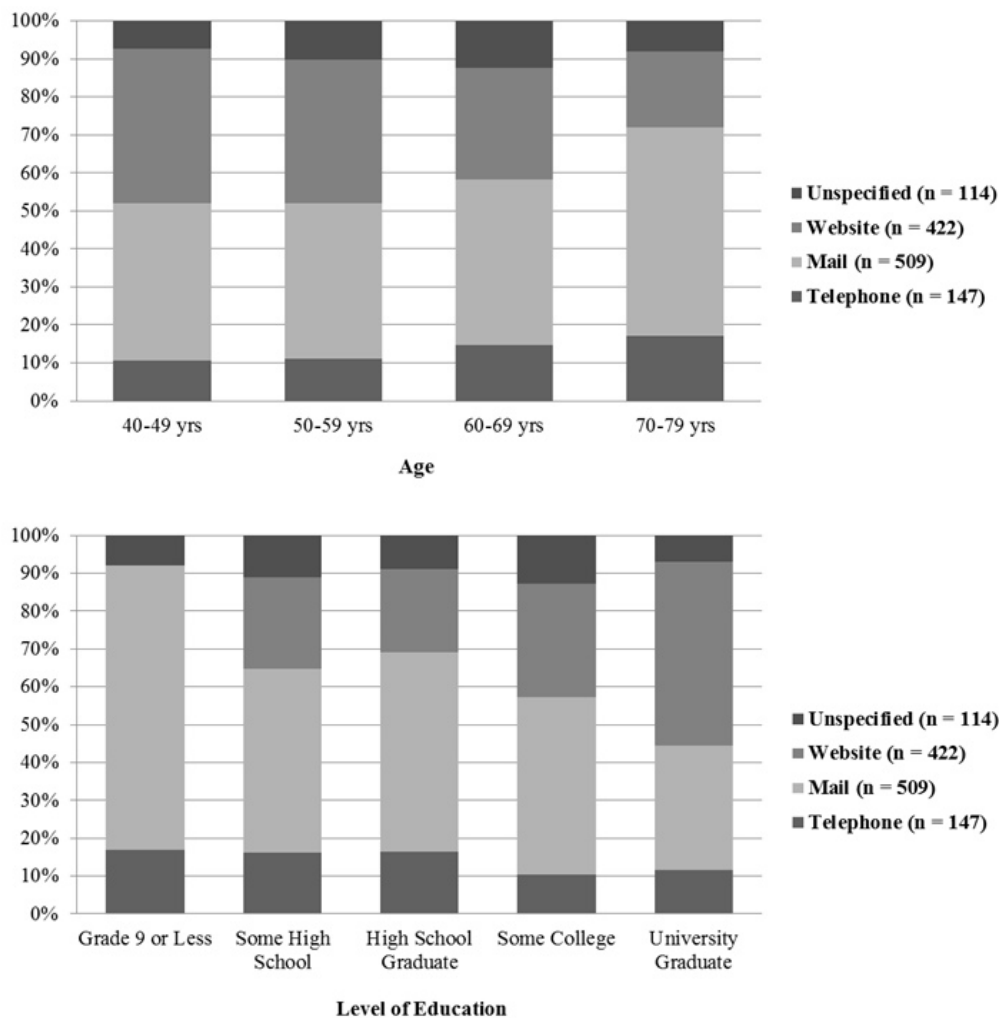 100%
90%
80%
70%
60%
50%
40%
30%
20%
10%
0%
40-49 yrs 50-59 yrs 60-69 yrs 70-79 yrs
Age
Unspecified (n = 114)
Website (n = 422)
Mail (n = 509)
Telephone (n = 147)
100%
90%
80%
70%
60%
50%
40%
30%
20%
10%
0%
Grade 9 or Less Some High High School Some College University
School Graduate Graduate
Level of Education
Unspecified (n = 114)
Website (n = 422)
Mail (n = 509)
Telephone (n = 147)